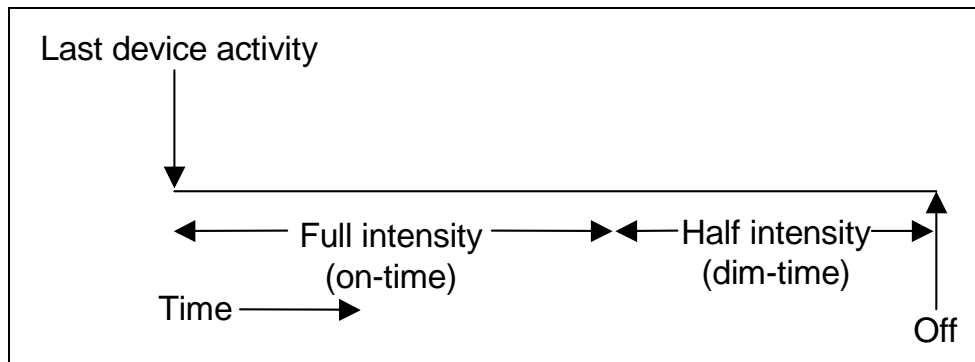 Last device activity
Full intensity
(on-time)
Half intensity
(dim-time)
Time
Off